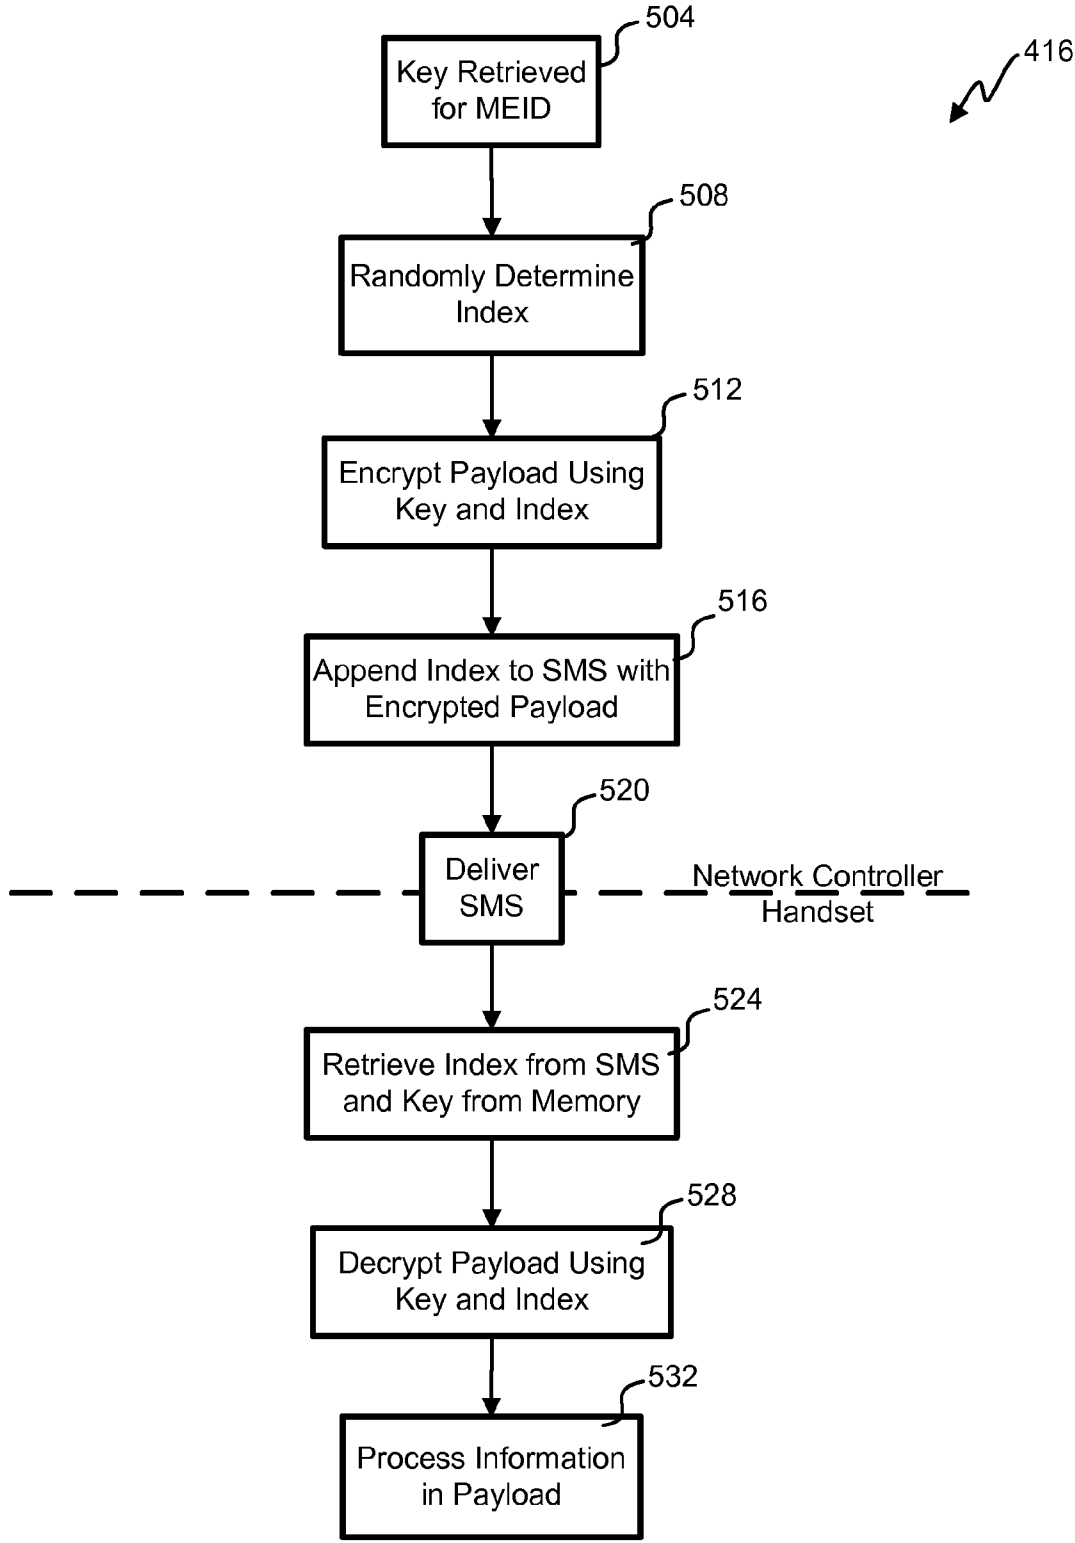 504
416
Key Retrieved
for MEID
508
Randomly Determine
Index
512
Encrypt Payload Using
Key and Index
516
Append Index to SMS with
Encrypted Payload
520
Deliver
SMS
Network Controller
Handset
524
Retrieve Index from SMS
and Key from Memory
528
Decrypt Payload Using
Key and Index
532
Process Information
in Payload